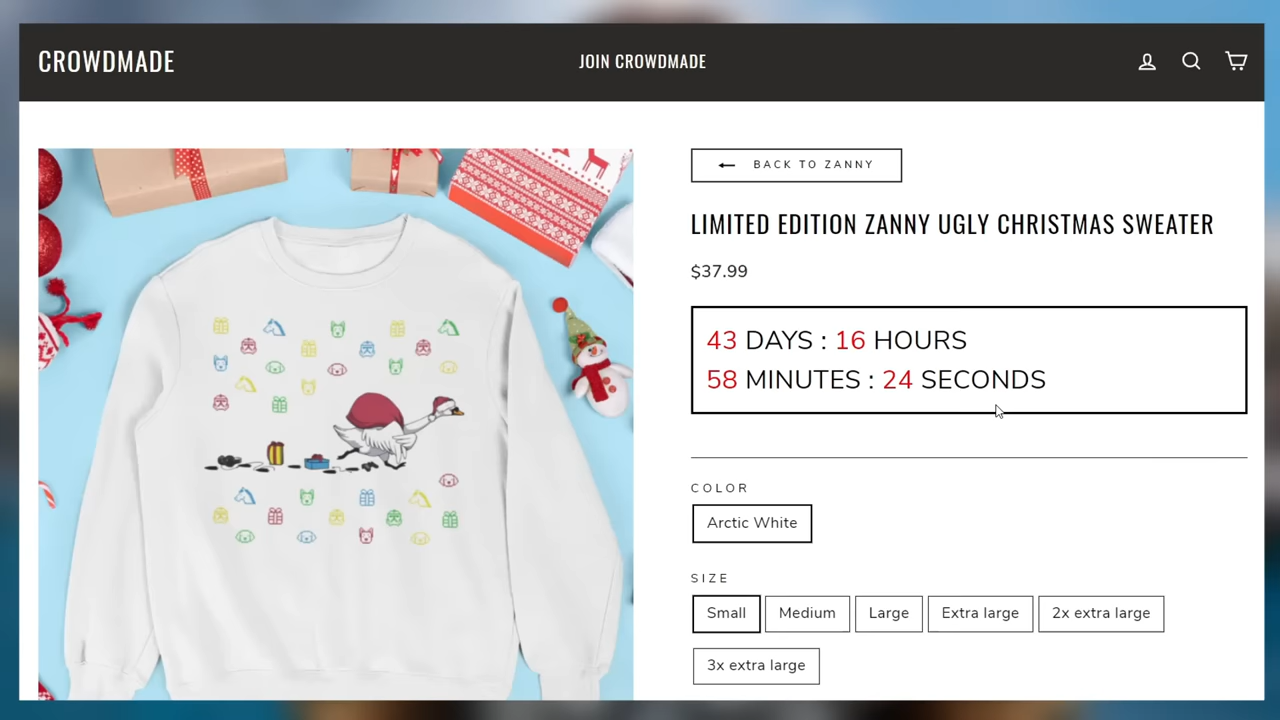 CROWDMADE
JOIN CROWDMADE
BACK TO ZANNY
LIMITED EDITION ZANNY UGLY CHRISTMAS SWEATER
$37.99
43 DAYS : 16 HOURS
58 MINUTES : 24 SECONDS
COLOR
Arctic White
SIZE
Small Medium Large Extra large 2x extra large
3x extra large